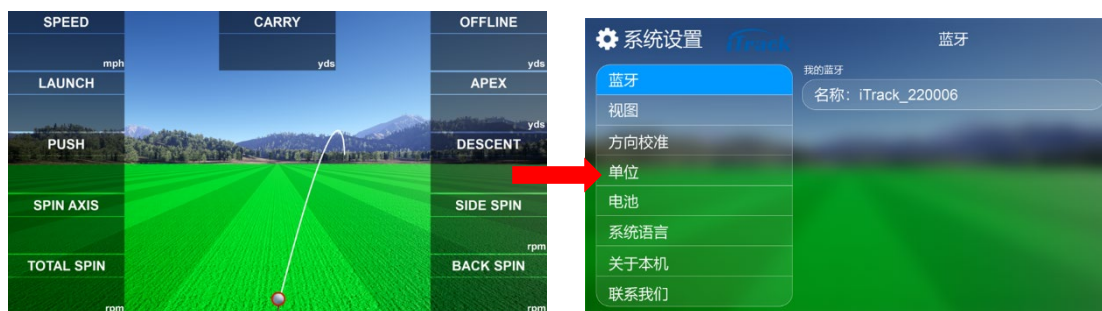 SPEED
mph
CARRY
yds
OFFLINE
yds
LAUNCH
APEX
yds
PUSH
DESCENT
SPIN AXIS
SIDE SPIN
rpm
TOTAL SPIN
rpm
BACK SPIN
rpm
系统设置
iTrack
蓝牙
蓝牙
视图
方向校准
单位
电池
系统语言
关于本机
联系我们
我的蓝牙
名称：iTrack_220006